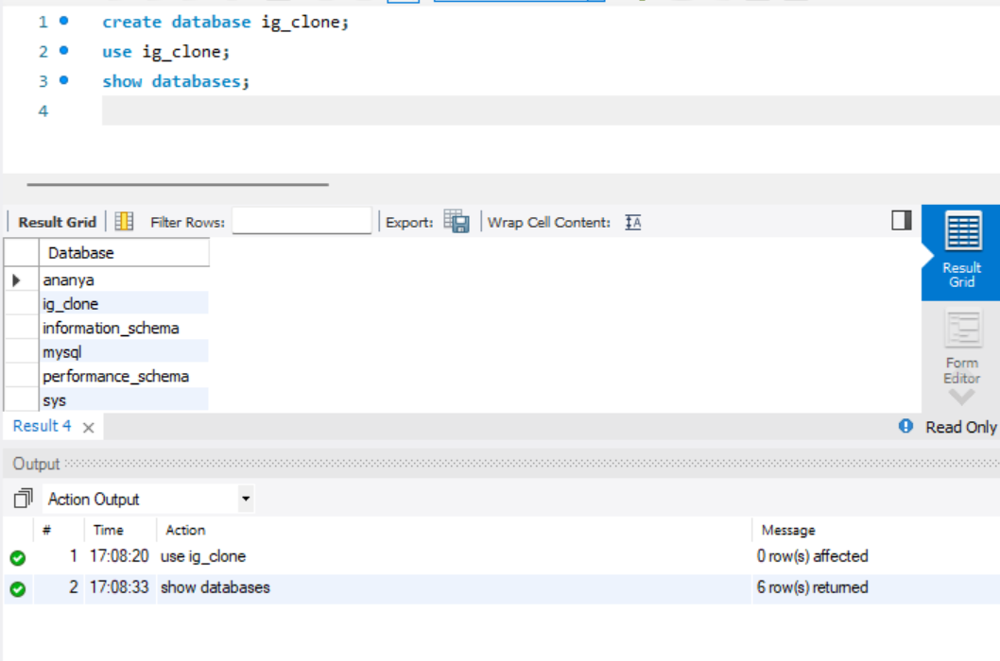 1 create database ig_clone;
2 use ig_clone;
3 show databases;
4
Result Grid Filter Rows: Export: Wrap Cell Content:
Database
ananya
ig_clone
information_schema
mysql
performance_schema
sys
Result Grid
Form Editor
Result 4 Read Only
Output
Action Output
# Time Action Message
1 17:08:20 use ig_clone 0 row(s) affected
2 17:08:33 show databases 6 row(s) returned